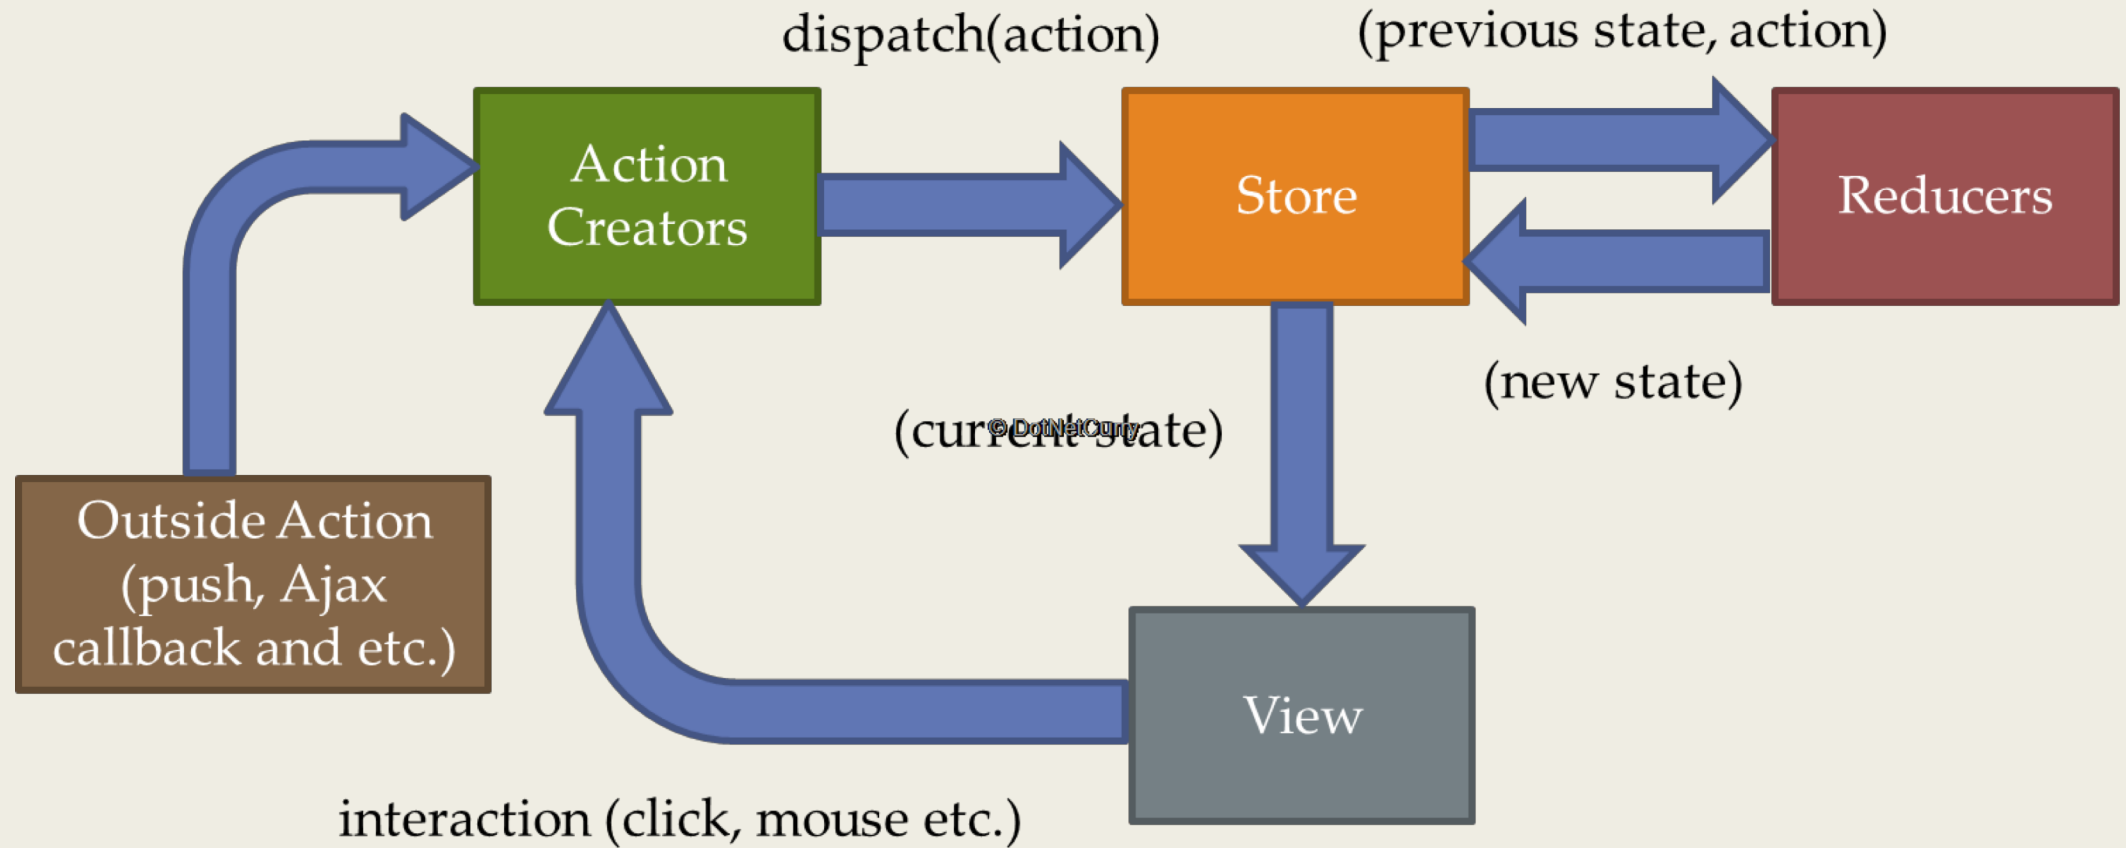 dispatch(action)
(previous state, action)
Action
Creators
Store
Reducers
(new state)
(current state)
© DotNetCurry
Outside Action
(push, Ajax
callback and etc.)
View
interaction (click, mouse etc.)